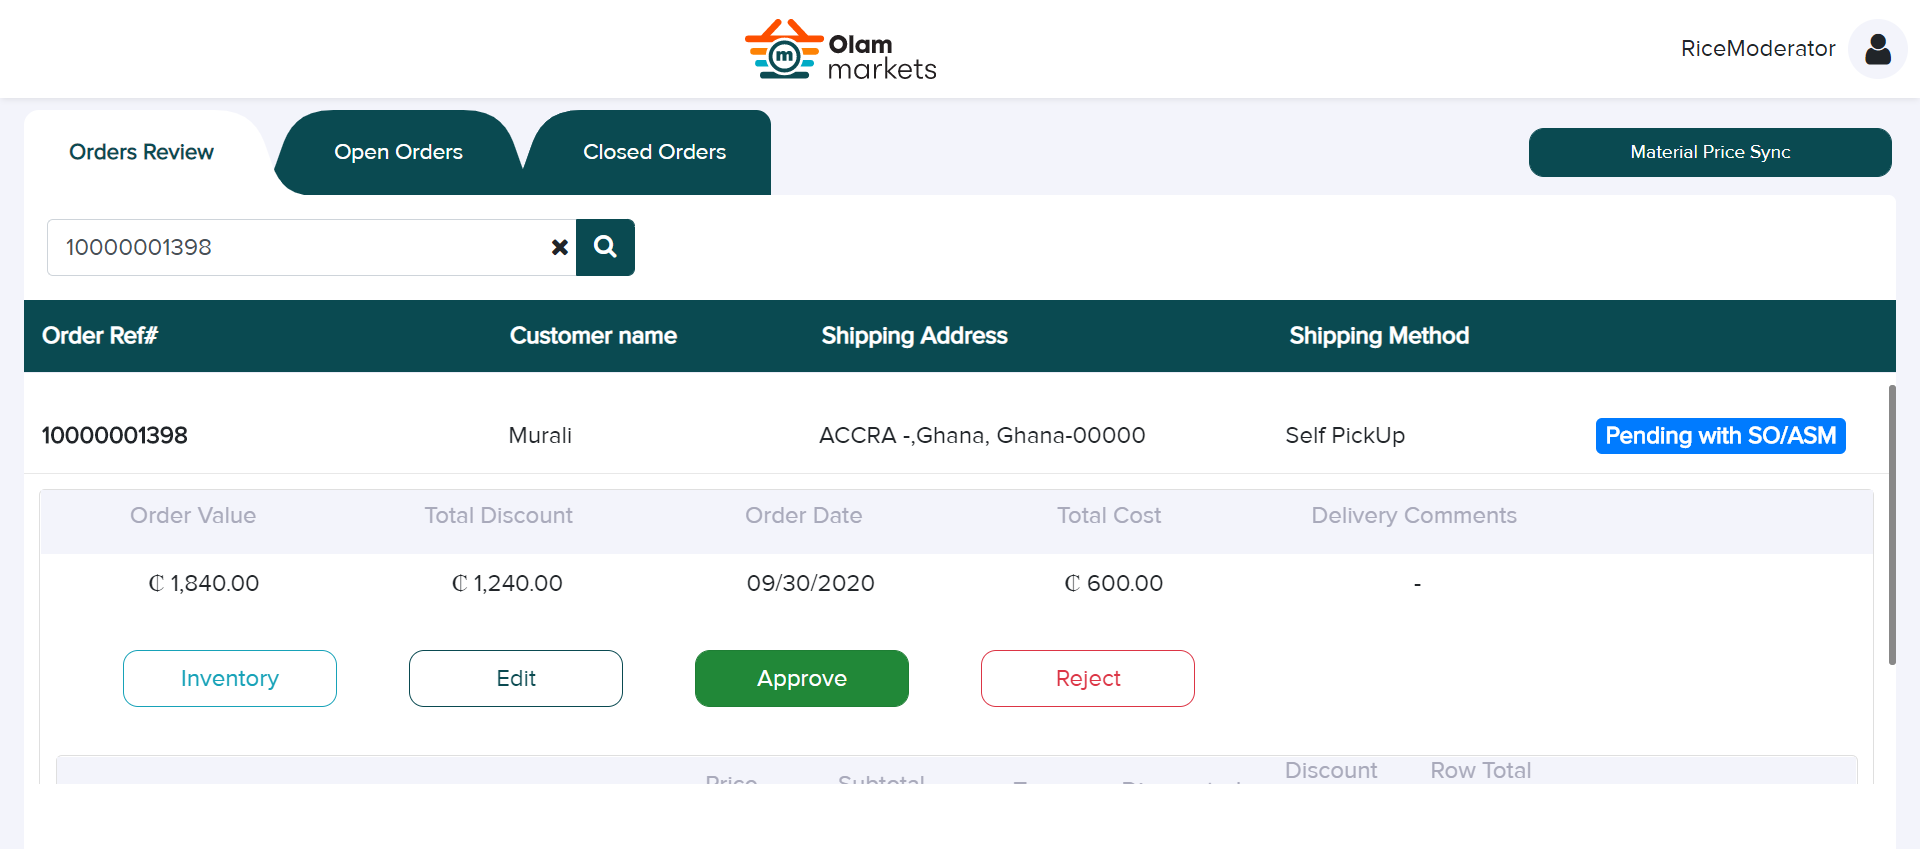 Olam
markets
RiceModerator
Orders Review
Open Orders
Closed Orders
Material Price Sync
10000001398
Order Ref# Customer name Shipping Address Shipping Method
10000001398 Murali ACCRA -,Ghana, Ghana-00000 Self PickUp Pending with SO/ASM
Order Value Total Discount Order Date Total Cost Delivery Comments
₵ 1,840.00 ₵ 1,240.00 09/30/2020 ₵ 600.00 -
Inventory Edit Approve Reject
Price Subtotal Discount Row Total